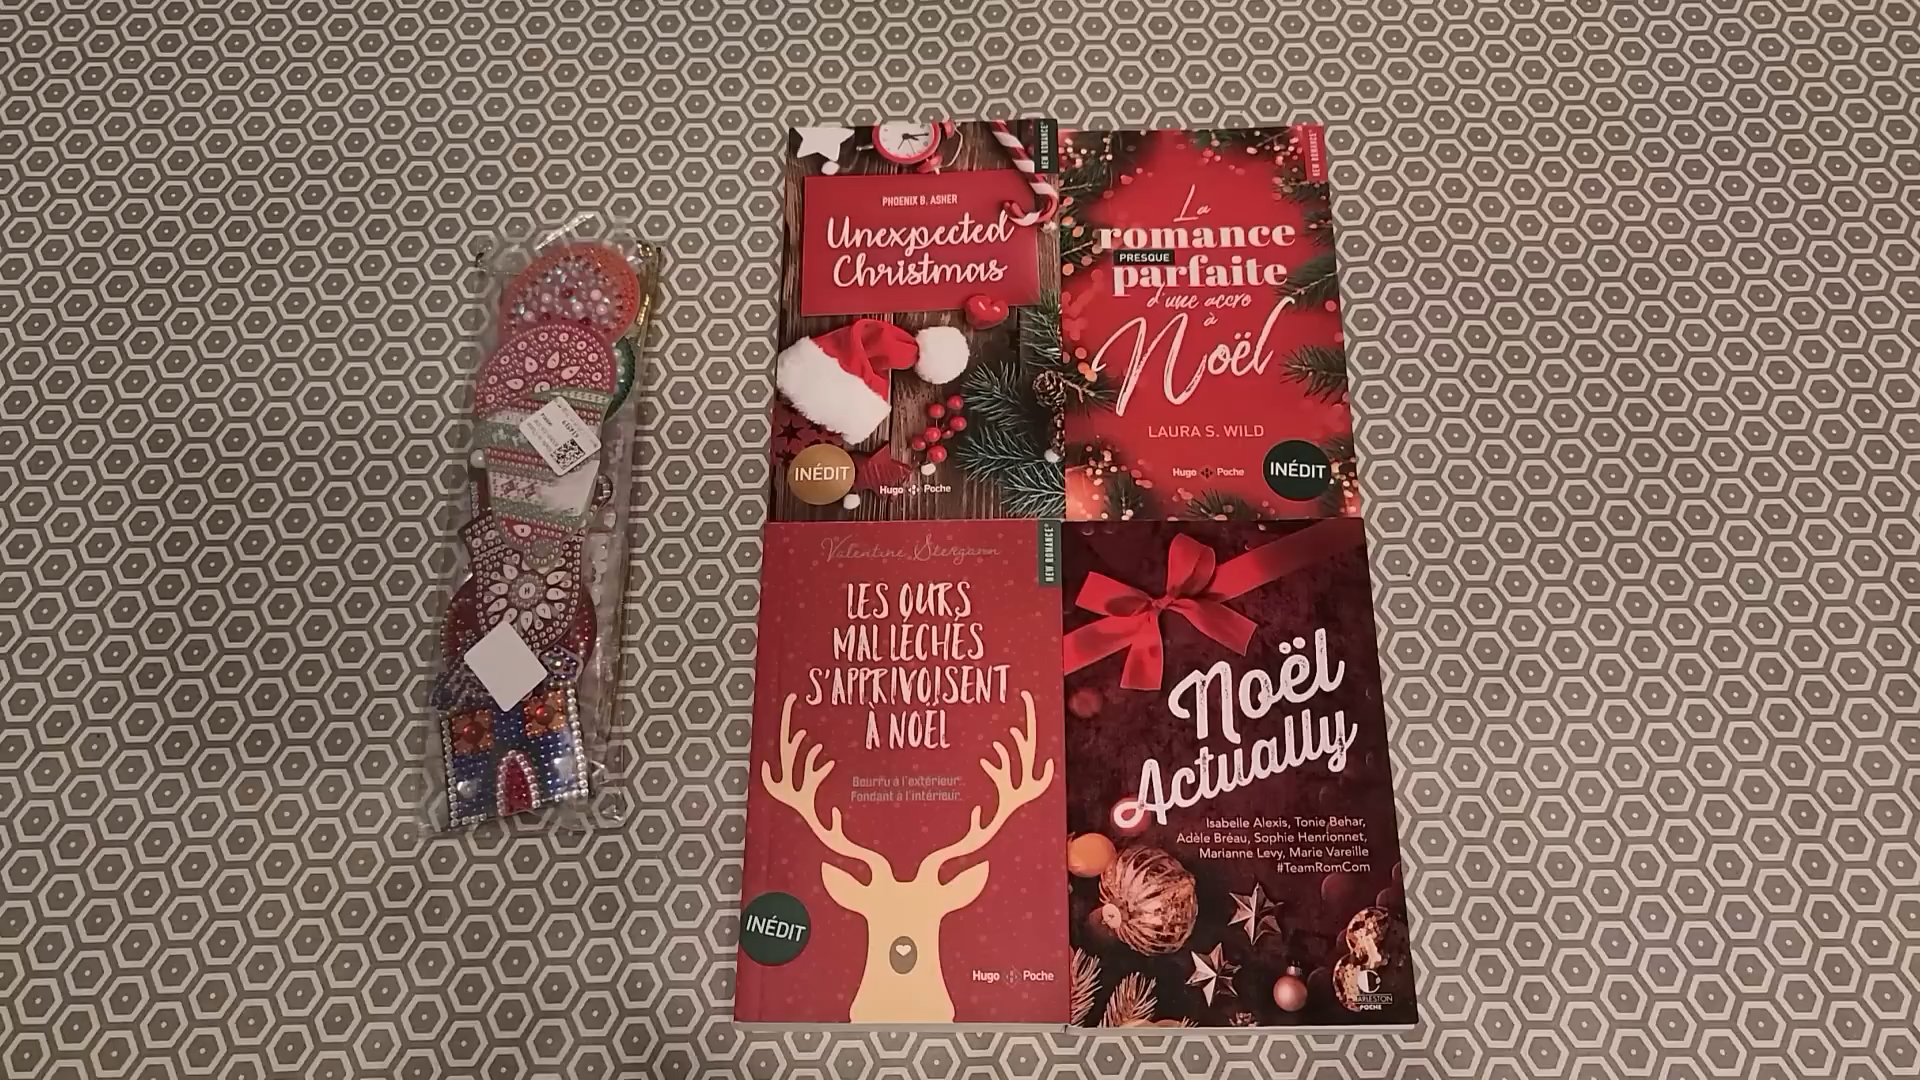 NEW ROMANCE
PHOENIX B. ASHER
Unexpected
Christmas
INÉDIT
Hugo Poche
NEW ROMANCE
La
romance
PRESQUE
parfaite
d'une accro
à
Noël
LAURA S. WILD
Hugo Poche
INÉDIT
NEW ROMANCE
Valentine Stergann
LES OURS
MAL LÉCHÉS
S'APPRIVOISENT
À NOËL
Bourru à l'extérieur.
Fondant à l'intérieur.
INÉDIT
Hugo Poche
Noël
Actually
Isabelle Alexis, Tonie Behar,
Adèle Bréau, Sophie Henrionnet,
Marianne Levy, Marie Vareille
#TeamRomCom
C
CHARLESTON
POCHE